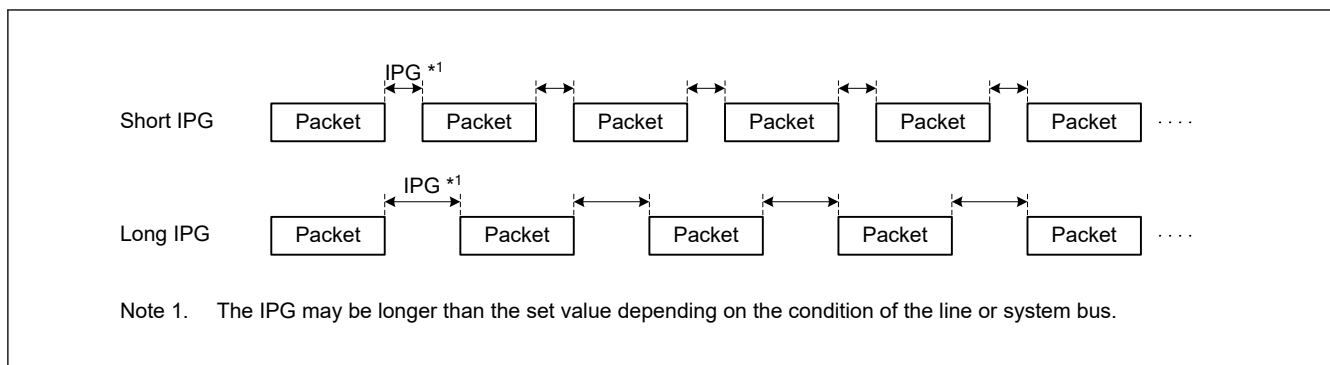 IPG *1
Short IPG Packet Packet Packet Packet Packet Packet ....
IPG *1
Long IPG Packet Packet Packet Packet Packet ....
Note 1. The IPG may be longer than the set value depending on the condition of the line or system bus.